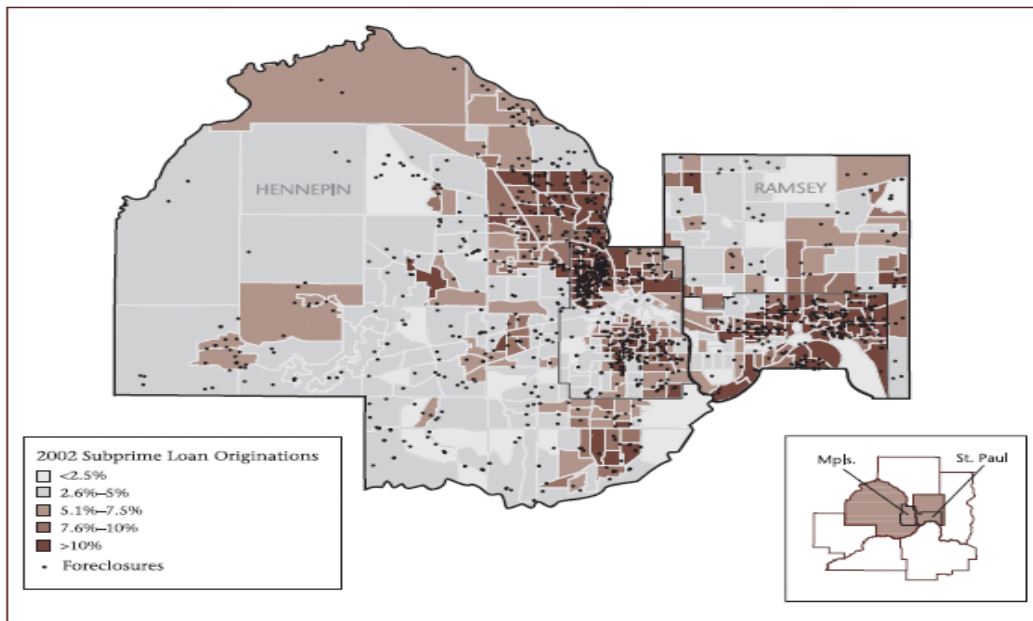 HENNEPIN
RAMSEY
2002 Subprime Loan Originations
<2.5%
2.6%–5%
5.1%–7.5%
7.6%–10%
>10%
Foreclosures
Mpls.
St. Paul